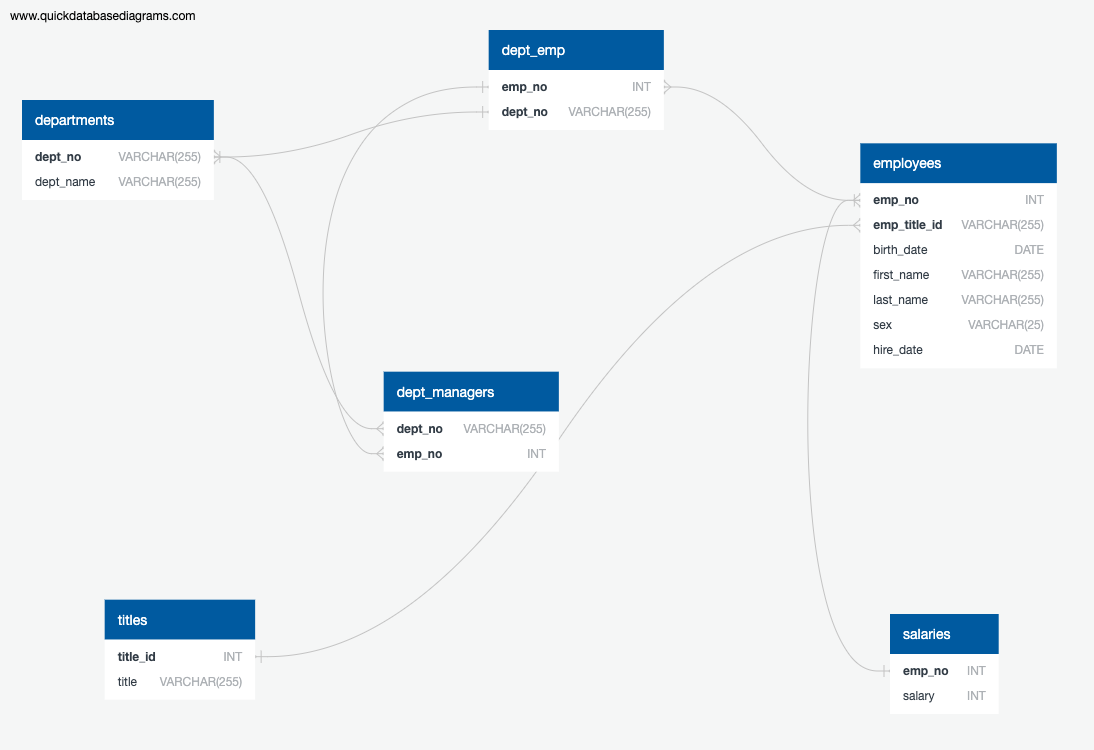 www.quickdatabasediagrams.com
dept_emp
emp_no INT
dept_no VARCHAR(255)
departments
dept_no VARCHAR(255)
dept_name VARCHAR(255)
employees
emp_no INT
emp_title_id VARCHAR(255)
birth_date DATE
first_name VARCHAR(255)
last_name VARCHAR(255)
sex VARCHAR(25)
hire_date DATE
dept_managers
dept_no VARCHAR(255)
emp_no INT
titles
title_id INT
title VARCHAR(255)
salaries
emp_no INT
salary INT